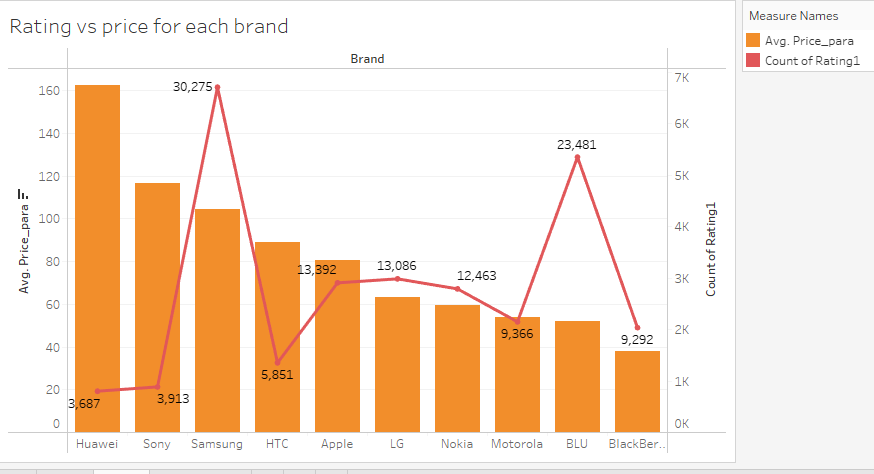 Rating vs price for each brand
Measure Names
Avg. Price_para
Count of Rating1
Brand
Avg. Price_para
160
140
120
100
80
60
40
20
0
30,275
23,481
13,392
13,086
12,463
9,366
9,292
5,851
3,687
3,913
7K
6K
5K
4K
3K
2K
1K
0K
Count of Rating1
Huawei Sony Samsung HTC Apple LG Nokia Motorola BLU BlackBer..